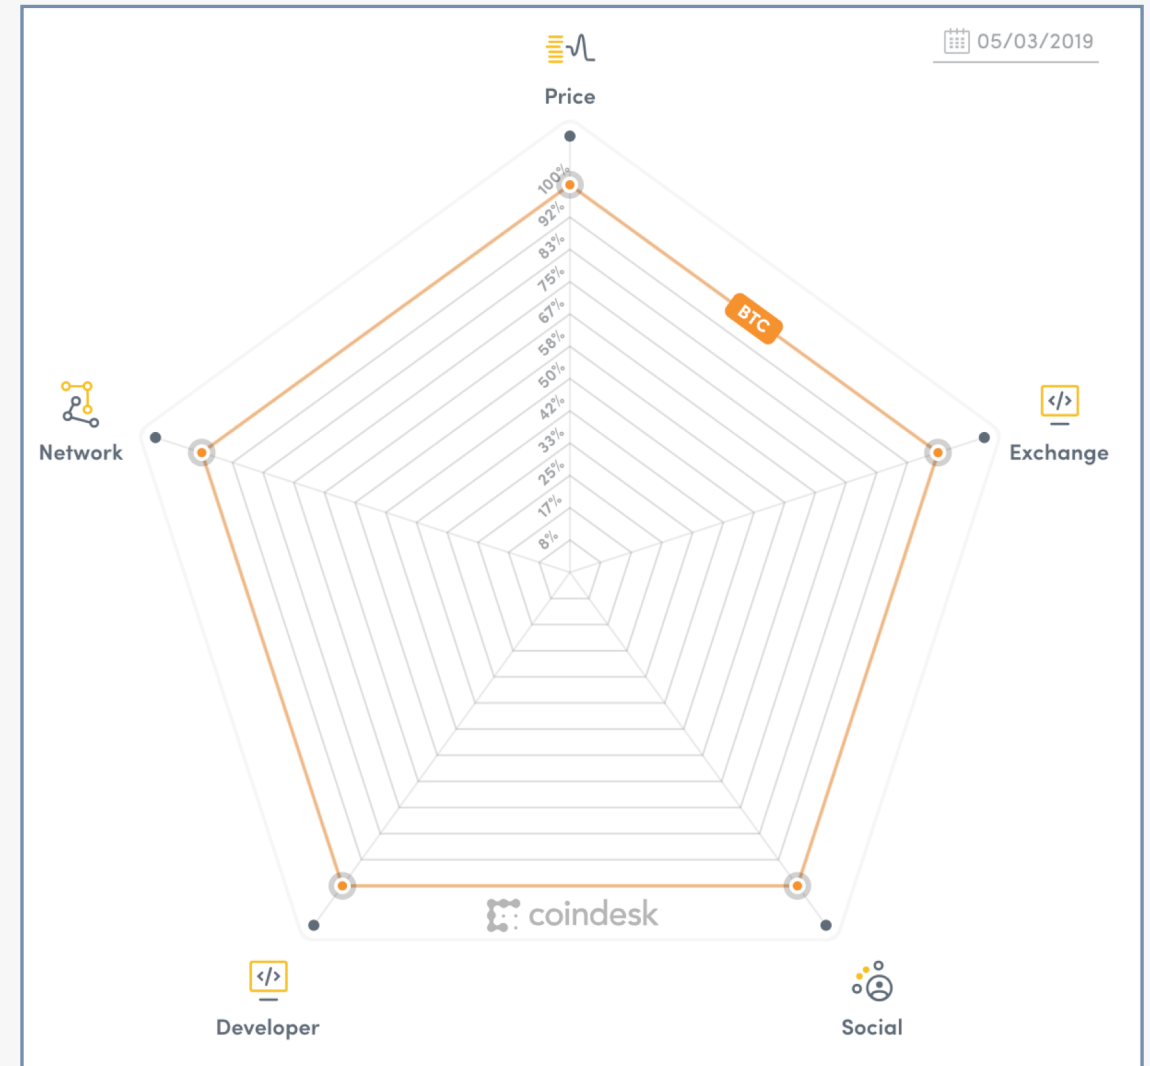 05/03/2019
Price
100%
92%
83%
75%
67%
58%
50%
42%
33%
25%
17%
8%
BTC
Network
</>
Exchange
coindesk
</>
Developer
Social